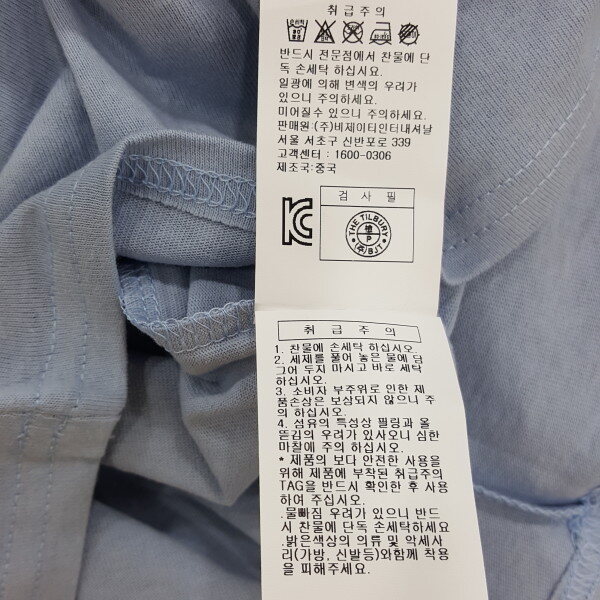 취급주의
반드시 전문점에서 찬물에 단
독 손세탁 하십시요.
일광에 의해 변색의 우려가
있으니 주의하세요.
미어질수 있으니 주의하세요.
판매원:(주)비제이티인터내셔날
서울 서초구 신반포로 339
고객센터 : 1600-0306
제조국:중국
검사필
THE TILBURY
P
(주)BJT
취급주의
1. 찬물에 손세탁 하십시오
2. 세제를 풀어 놓은 물에 담
그어 두지 마시고 바로 세탁
하십시오.
3. 소비자 부주위로 인한 제
품손상은 보상되지 않으니 주
의 하십시오.
4. 섬유의 특성상 필링과 올
뜯김의 우려가 있사오니 심한
마찰에 주의 하십시오.
* 제품의 보다 안전한 사용을
위해 제품에 부착된 취급주의
TAG을 반드시 확인한 후 사용
하여 주십시오.
.물빠짐 우려가 있으니 반드
시 찬물에 단독 손세탁하세요
.밝은색상의 의류 및 악세사
리(가방, 신발등)와함께 착용
을 피해주세요.